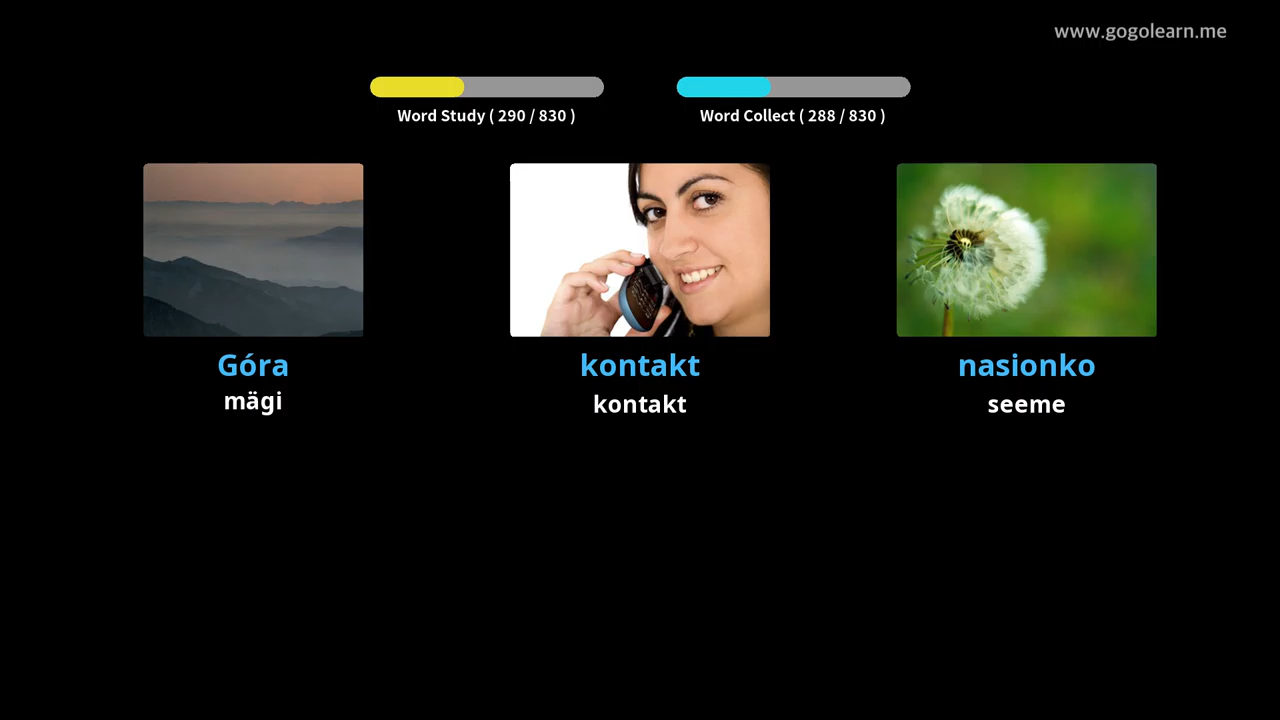 www.gogolearn.me
Word Study ( 290 / 830 )
Word Collect ( 288 / 830 )
Góra
mägi
kontakt
kontakt
nasionko
seeme